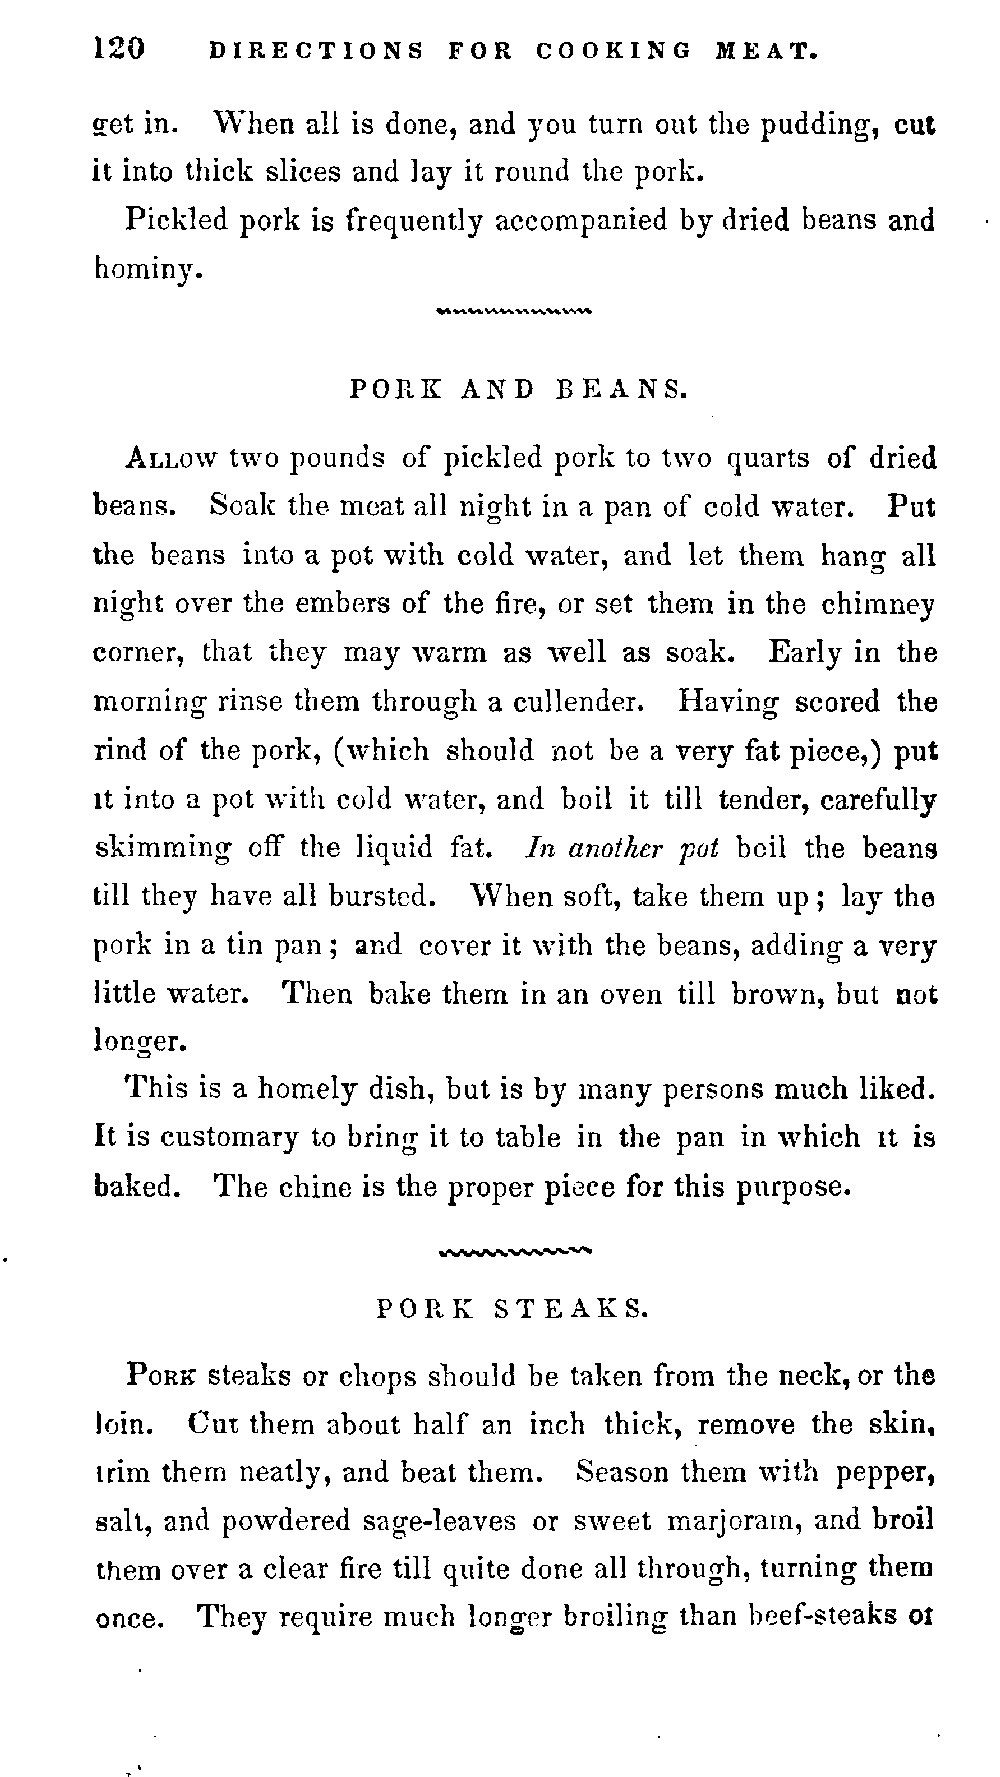 120 DIRECTIONS FOR COOKING MEAT.
get in. When all is done, and you turn out the pudding, cut
it into thick slices and lay it round the pork.
Pickled pork is frequently accompanied by dried beans and
hominy.
PORK AND BEANS.
ALLOW two pounds of pickled pork to two quarts of dried
beans. Soak the meat all night in a pan of cold water. Put
the beans into a pot with cold water, and let them hang all
night over the embers of the fire, or set them in the chimney
corner, that they may warm as well as soak. Early in the
morning rinse them through a cullender. Having scored the
rind of the pork, (which should not be a very fat piece,) put
it into a pot with cold water, and boil it till tender, carefully
skimming off the liquid fat. In another pot boil the beans
till they have all bursted. When soft, take them up; lay the
pork in a tin pan; and cover it with the beans, adding a very
little water. Then bake them in an oven till brown, but not
longer.
This is a homely dish, but is by many persons much liked.
It is customary to bring it to table in the pan in which it is
baked. The chine is the proper piece for this purpose.
PORK STEAKS.
PORK steaks or chops should be taken from the neck, or the
loin. Cut them about half an inch thick, remove the skin,
trim them neatly, and beat them. Season them with pepper,
salt, and powdered sage-leaves or sweet marjoram, and broil
them over a clear fire till quite done all through, turning them
once. They require much longer broiling than beef-steaks or